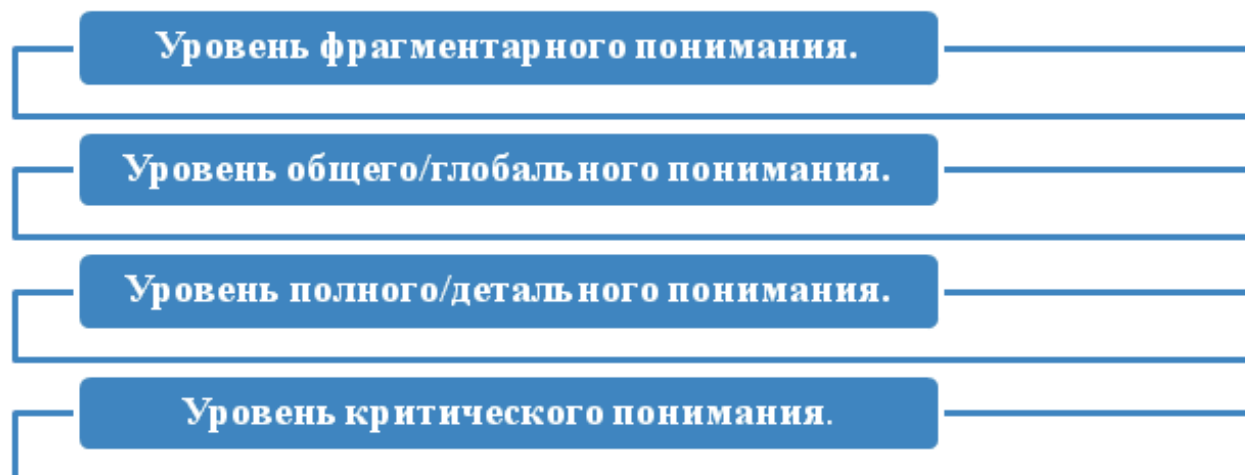 Уровень фрагментарного понимания.
Уровень общего/глобального понимания.
Уровень полного/детального понимания.
Уровень критического понимания.